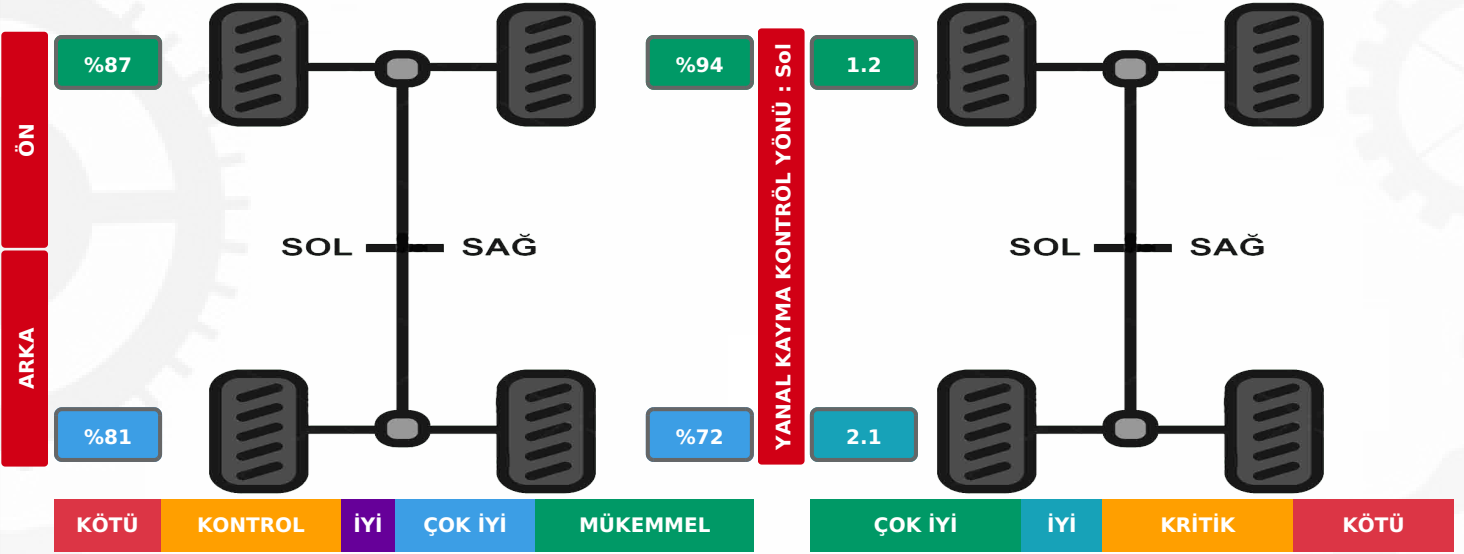 ÖN
%87
%94
YANAL KAYMA KONTRÖL YÖNÜ : Sol
1.2
SOL
SAĞ
SOL
SAĞ
ARKA
%81
%72
2.1
KÖTÜ
KONTROL
İYİ
ÇOK İYİ
MÜKEMMEL
ÇOK İYİ
İYİ
KRİTİK
KÖTÜ